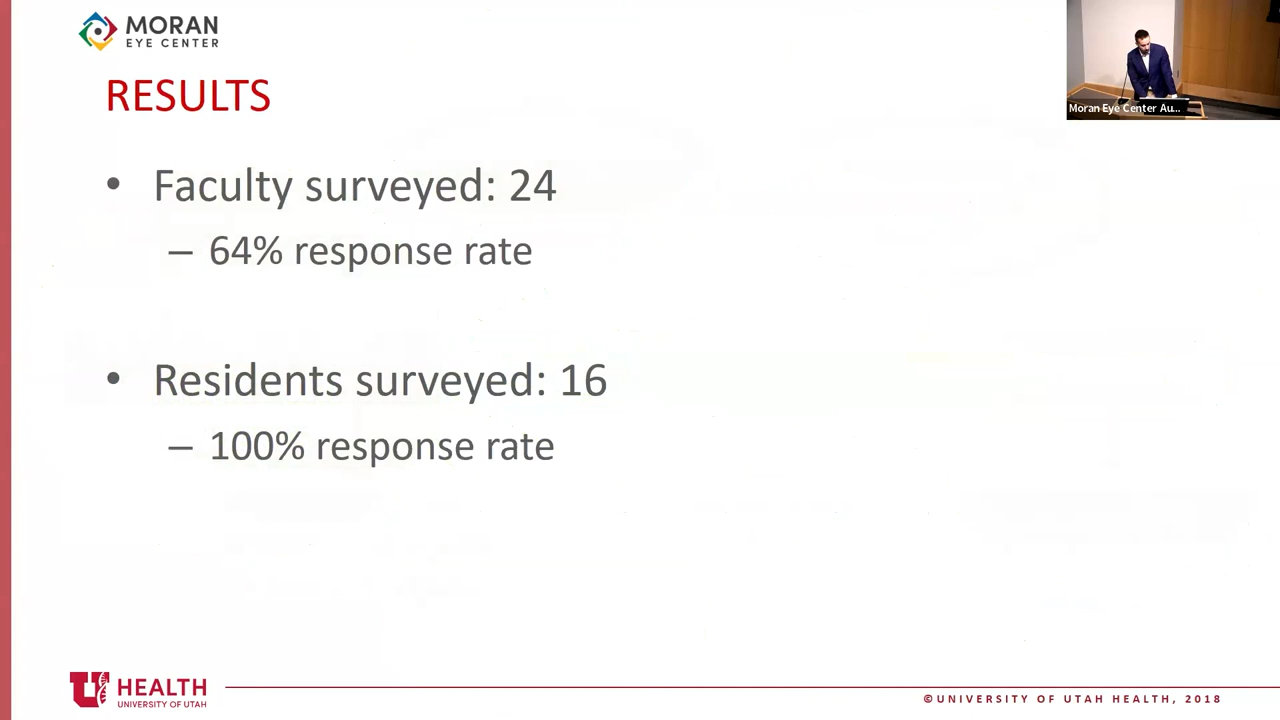 MORAN
EYE CENTER
Moran Eye Center Au...
RESULTS
• Faculty surveyed: 24
– 64% response rate
• Residents surveyed: 16
– 100% response rate
U HEALTH
UNIVERSITY OF UTAH
©UNIVERSITY OF UTAH HEALTH, 2018